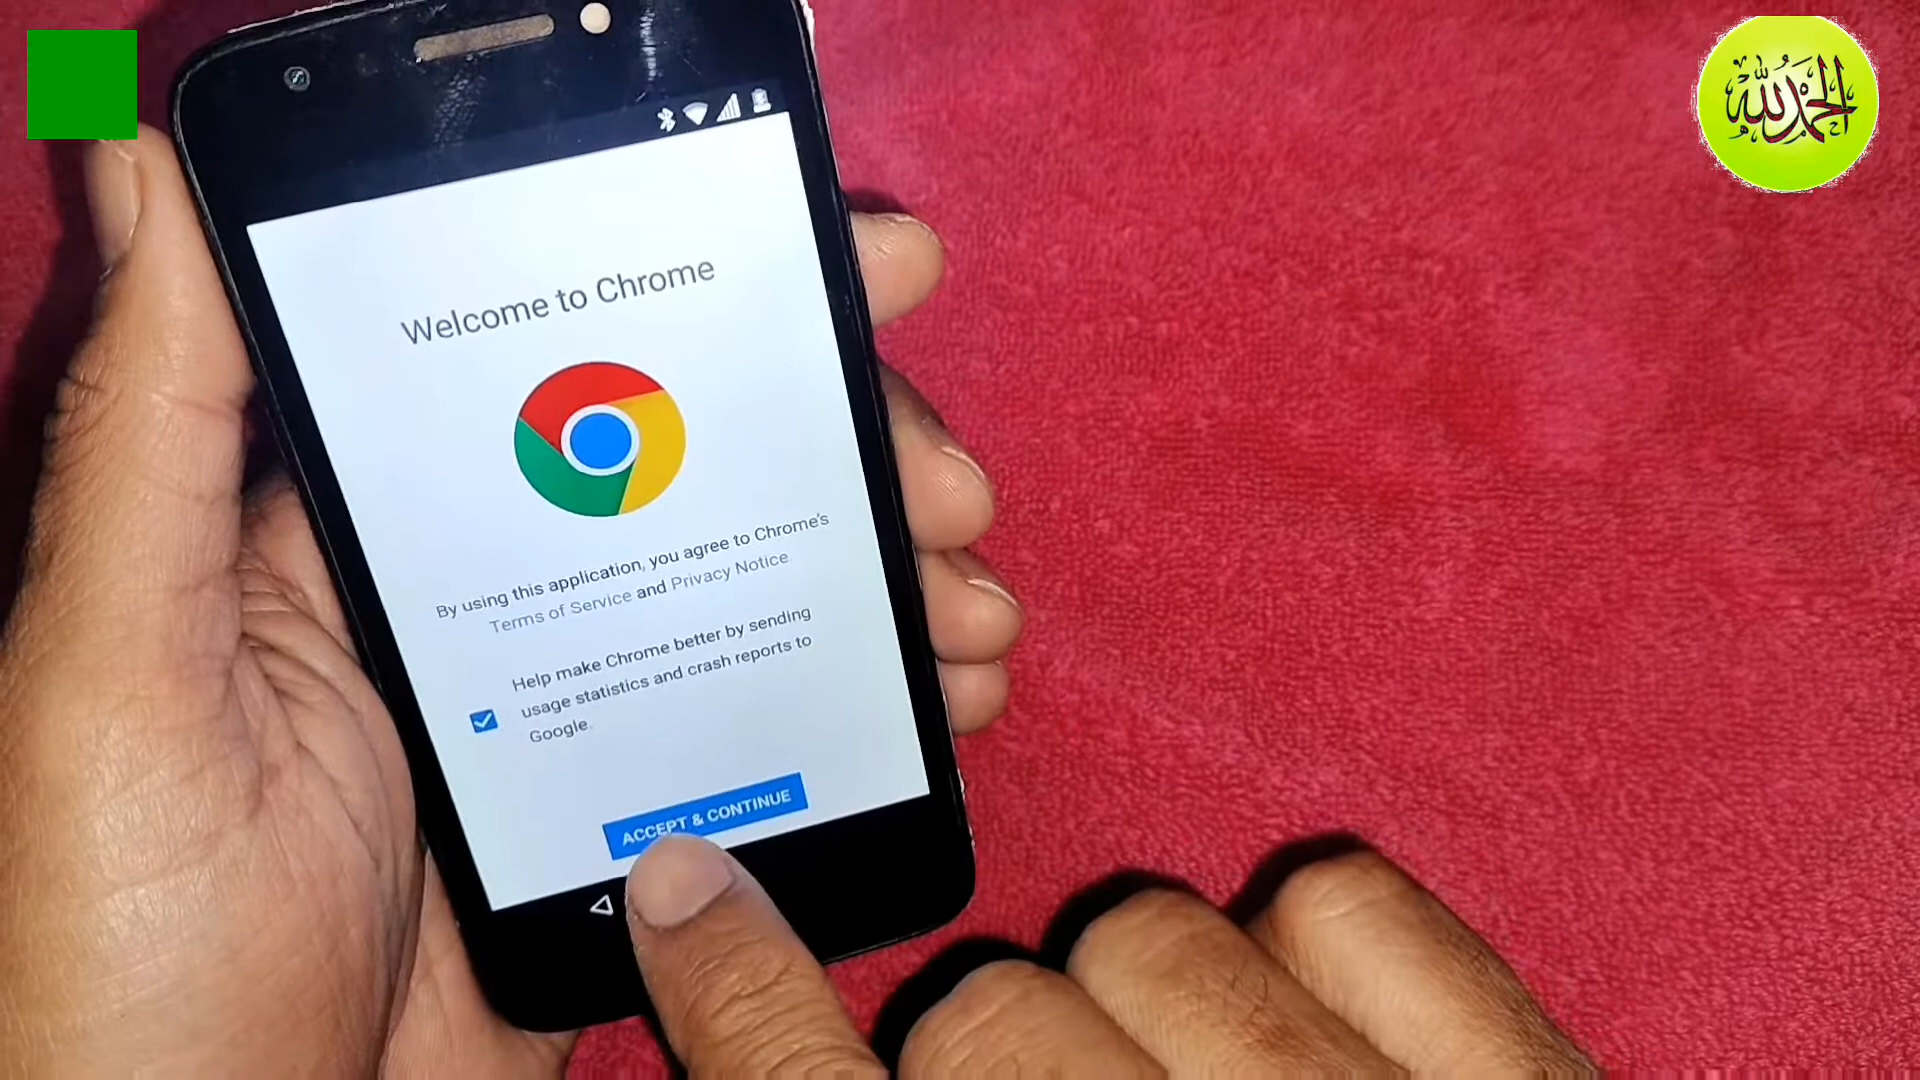 الحمد لله
Welcome to Chrome
By using this application, you agree to Chrome's
Terms of Service and Privacy Notice.
Help make Chrome better by sending
usage statistics and crash reports to
Google.
ACCEPT & CONTINUE